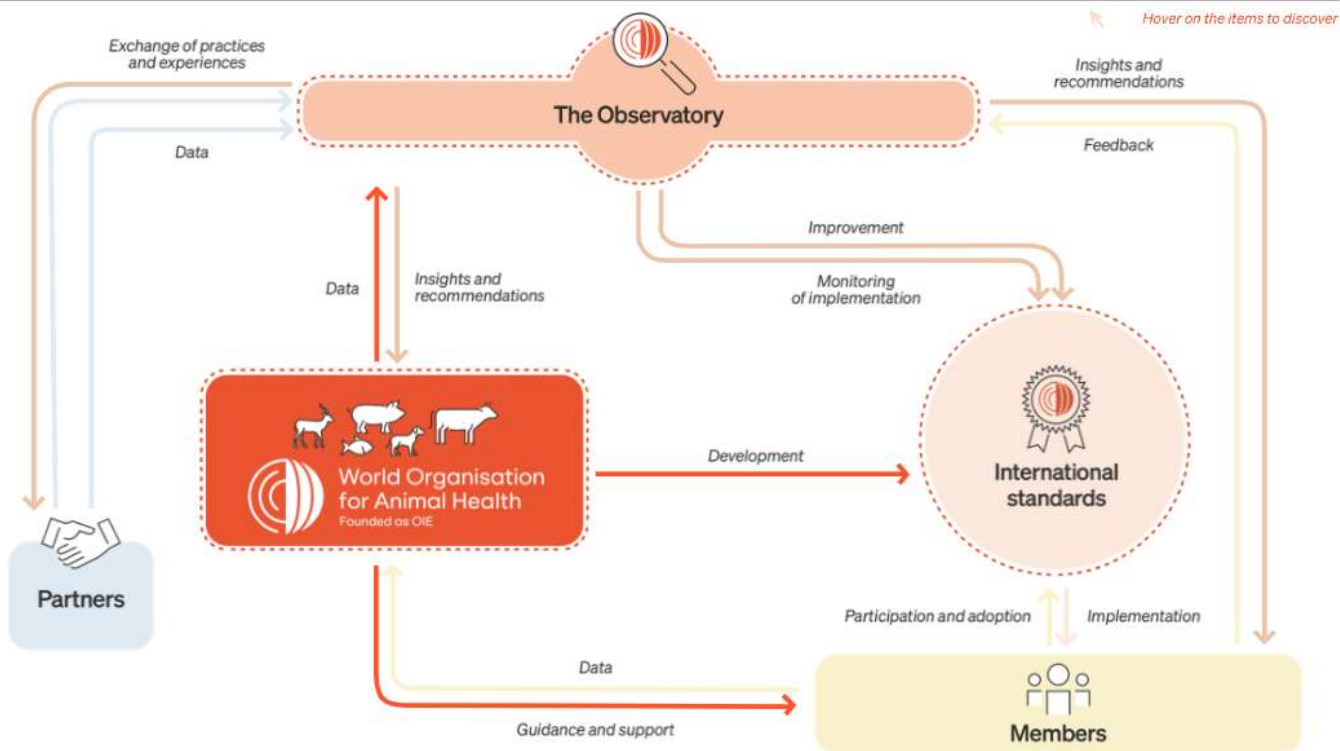 Hover on the items to discover
Exchange of practices
and experiences
Insights and
recommendations
The Observatory
Data
Feedback
Improvement
Data
Insights and
recommendations
Monitoring
of implementation
World Organisation
for Animal Health
Founded as OIE
Development
International
standards
Partners
Participation and adoption
Implementation
Data
Guidance and support
Members